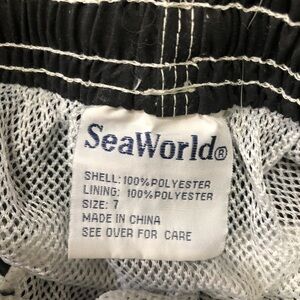 SeaWorld®
SHELL: 100% POLYESTER
LINING: 100% POLYESTER
SIZE: 7
MADE IN CHINA
SEE OVER FOR CARE